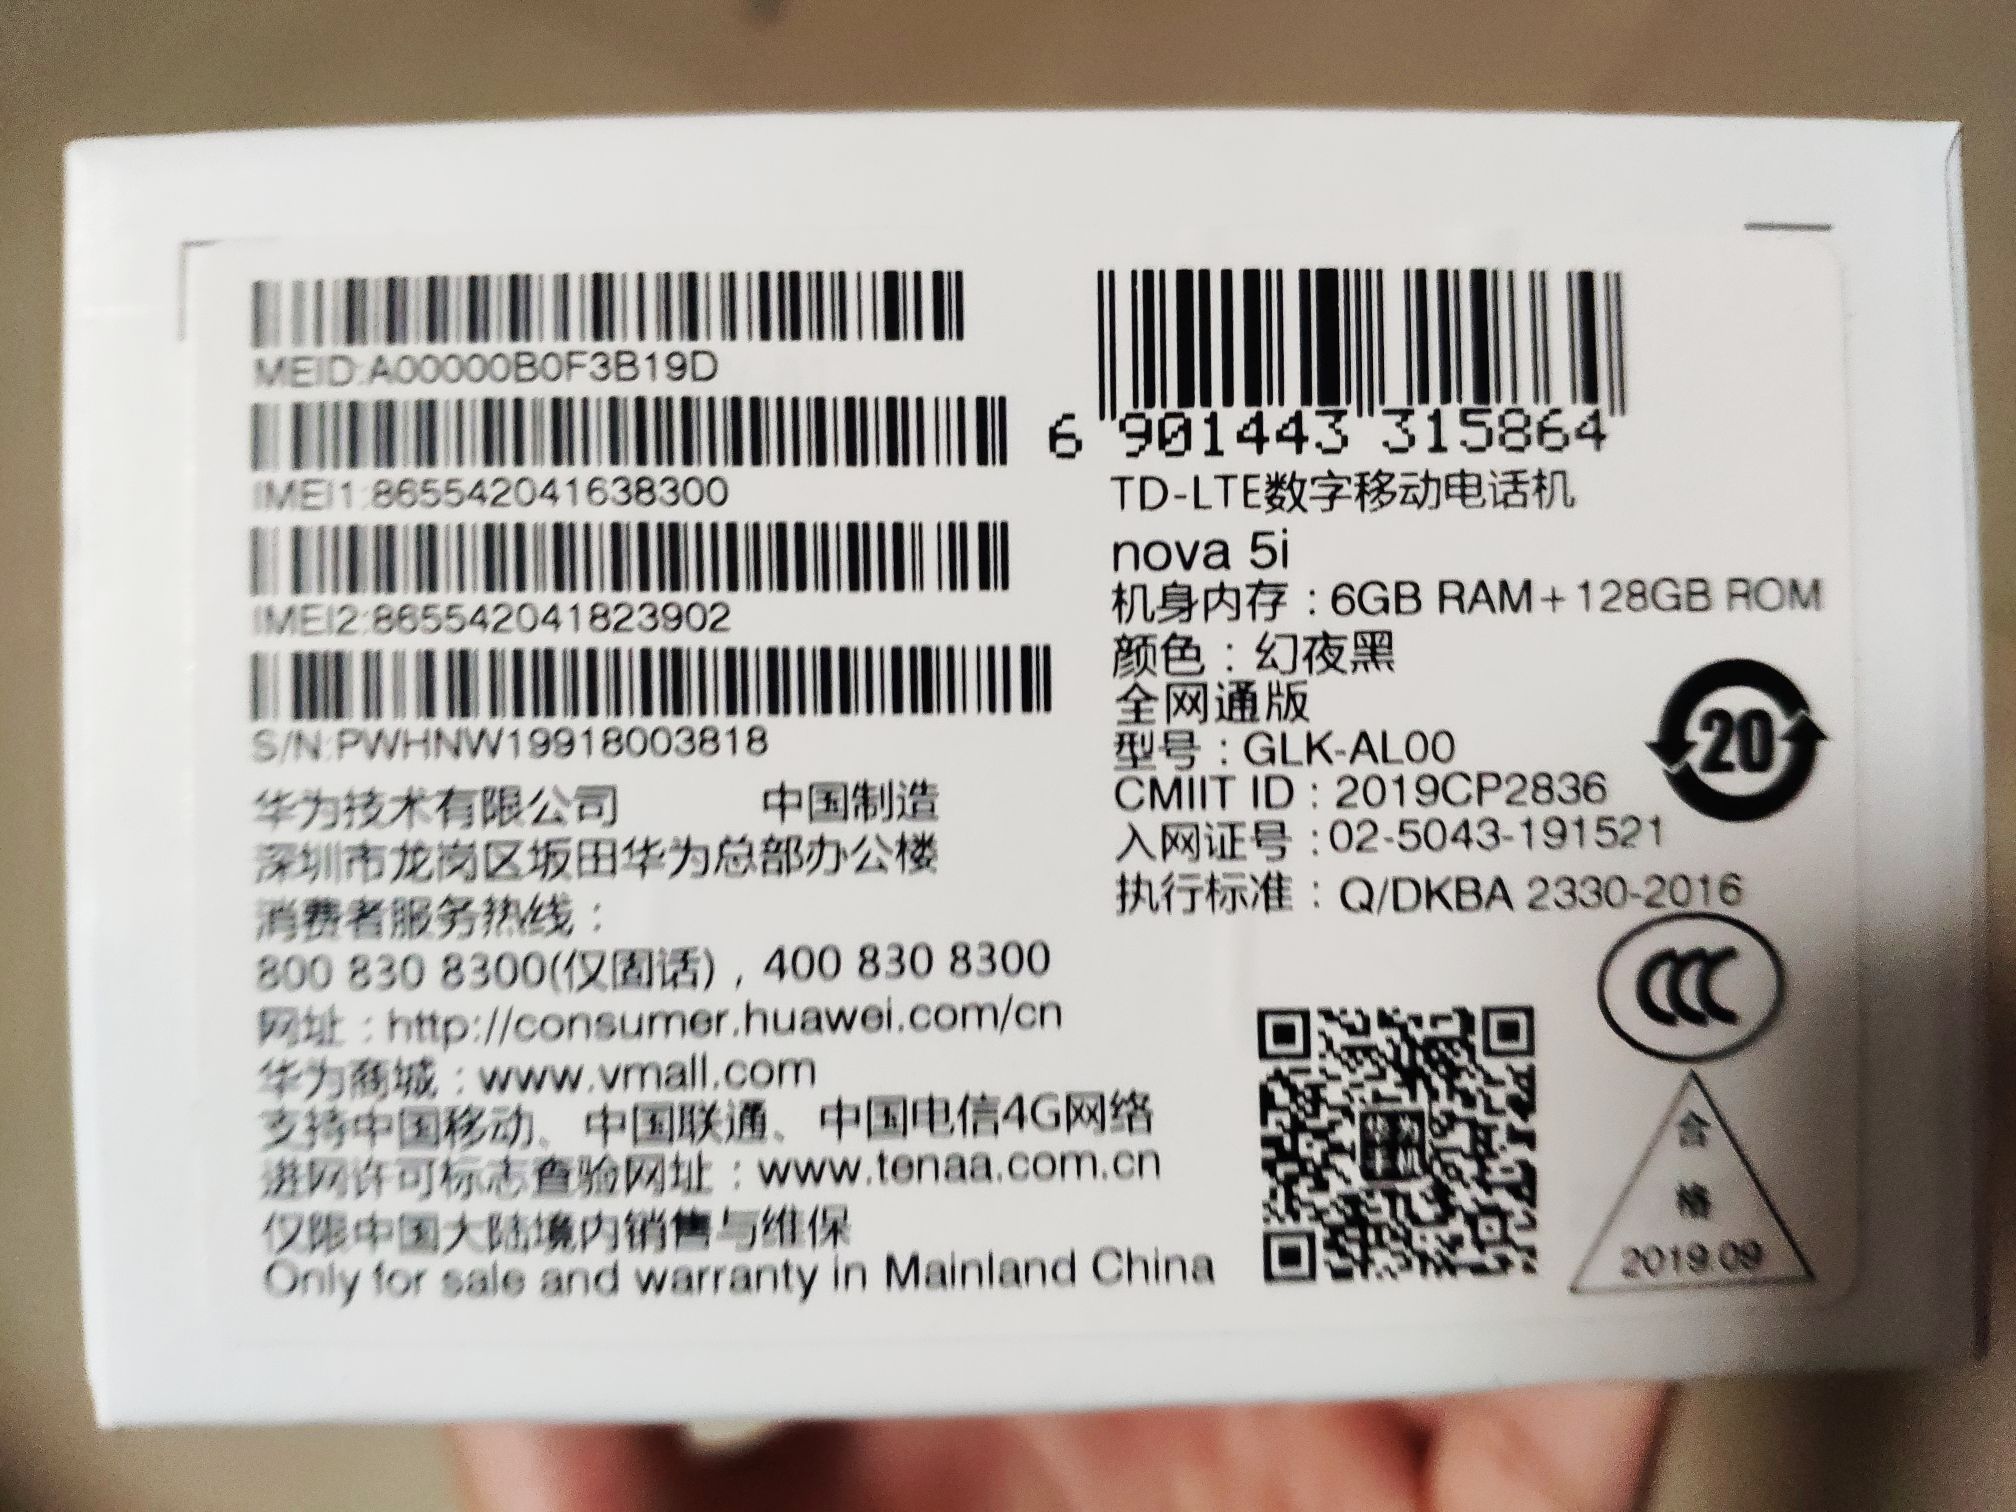 MEID:A00000B0F3B19D
IMEI1:865542041638300
IMEI2:865542041823902
S/N:PWHNW19918003818
华为技术有限公司 中国制造
深圳市龙岗区坂田华为总部办公楼
消费者服务热线：
800 830 8300(仅固话)，400 830 8300
网址：http://consumer.huawei.com/cn
华为商城：www.vmall.com
支持中国移动、中国联通、中国电信4G网络
进网许可标志查验网址：www.tenaa.com.cn
仅限中国大陆境内销售与维保
Only for sale and warranty in Mainland China
6 901443 315864
TD-LTE数字移动电话机
nova 5i
机身内存：6GB RAM+128GB ROM
颜色：幻夜黑
全网通版
型号：GLK-AL00
CMIIT ID：2019CP2836
入网证号：02-5043-191521
执行标准：Q/DKBA 2330-2016
20
CCC
合
格
2019.09